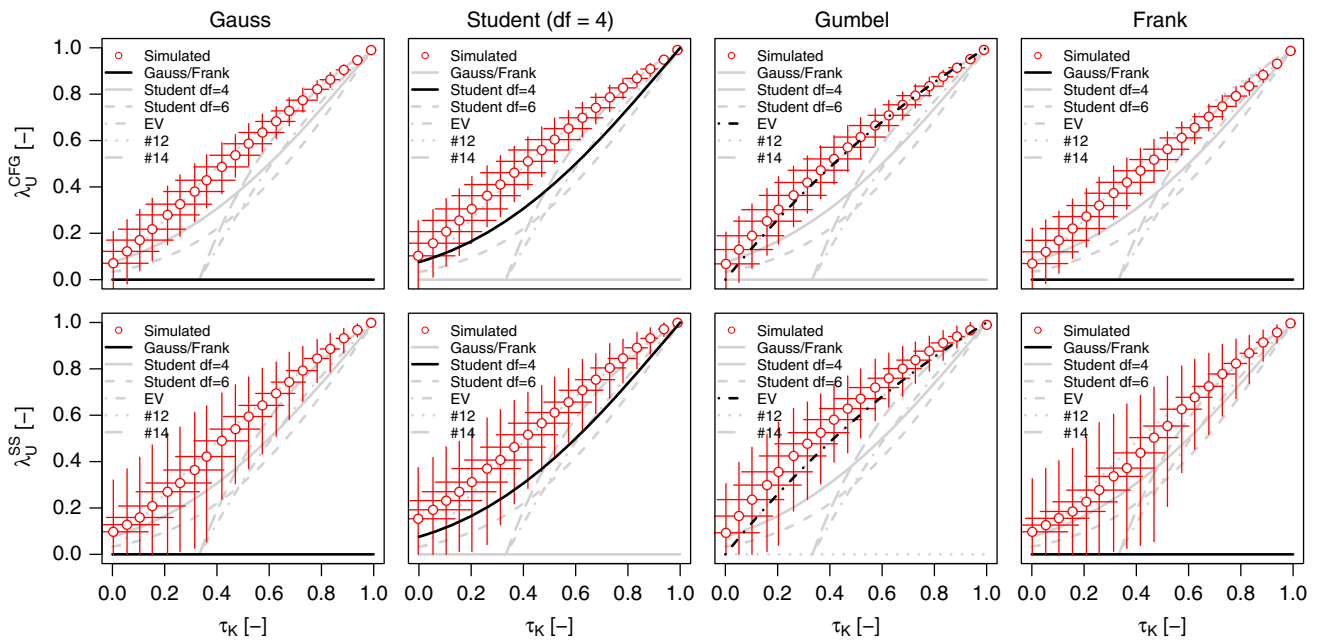 Gauss
Student (df = 4)
Gumbel
Frank
λ_U^CFG [–]
1.0
0.8
0.6
0.4
0.2
0.0
Simulated
Gauss/Frank
Student df=4
Student df=6
EV
#12
#14
Simulated
Gauss/Frank
Student df=4
Student df=6
EV
#12
#14
Simulated
Gauss/Frank
Student df=4
Student df=6
EV
#12
#14
Simulated
Gauss/Frank
Student df=4
Student df=6
EV
#12
#14
λ_U^SS [–]
1.0
0.8
0.6
0.4
0.2
0.0
Simulated
Gauss/Frank
Student df=4
Student df=6
EV
#12
#14
Simulated
Gauss/Frank
Student df=4
Student df=6
EV
#12
#14
Simulated
Gauss/Frank
Student df=4
Student df=6
EV
#12
#14
Simulated
Gauss/Frank
Student df=4
Student df=6
EV
#12
#14
0.0 0.2 0.4 0.6 0.8 1.0
0.0 0.2 0.4 0.6 0.8 1.0
0.0 0.2 0.4 0.6 0.8 1.0
0.0 0.2 0.4 0.6 0.8 1.0
τ_K [–]
τ_K [–]
τ_K [–]
τ_K [–]